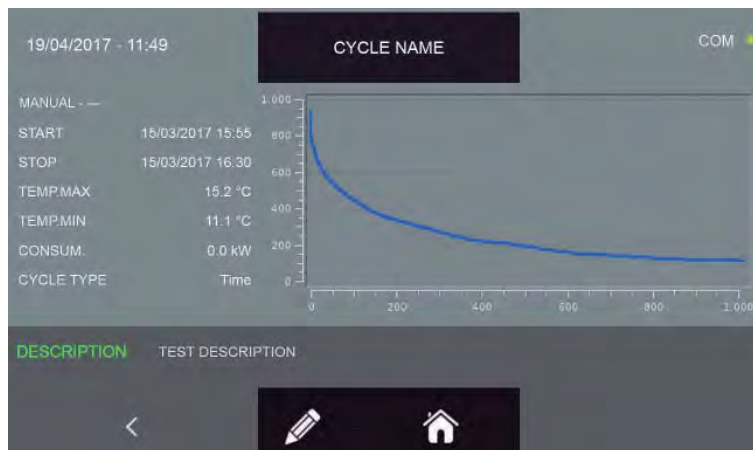 19/04/2017 - 11:49
CYCLE NAME
COM
MANUAL - ---
START 15/03/2017 15:55
STOP 15/03/2017 16:30
TEMP.MAX 15.2 °C
TEMP.MIN 11.1 °C
CONSUM. 0.0 kW
CYCLE TYPE Time
1.000
800
600
400
200
0
0 200 400 600 800 1.000
DESCRIPTION TEST DESCRIPTION